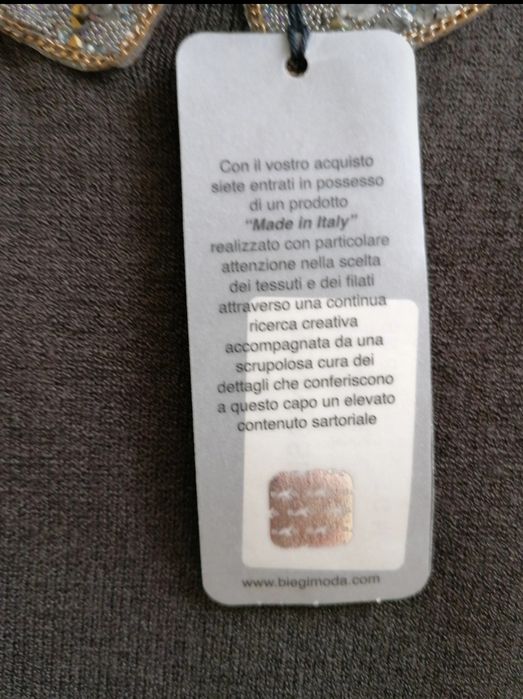 Con il vostro acquisto
siete entrati in possesso
di un prodotto
"Made in Italy"
realizzato con particolare
attenzione nella scelta
dei tessuti e dei filati
attraverso una continua
ricerca creativa
accompagnata da una
scrupolosa cura dei
dettagli che conferiscono
a questo capo un elevato
contenuto sartoriale
www.biegimoda.com